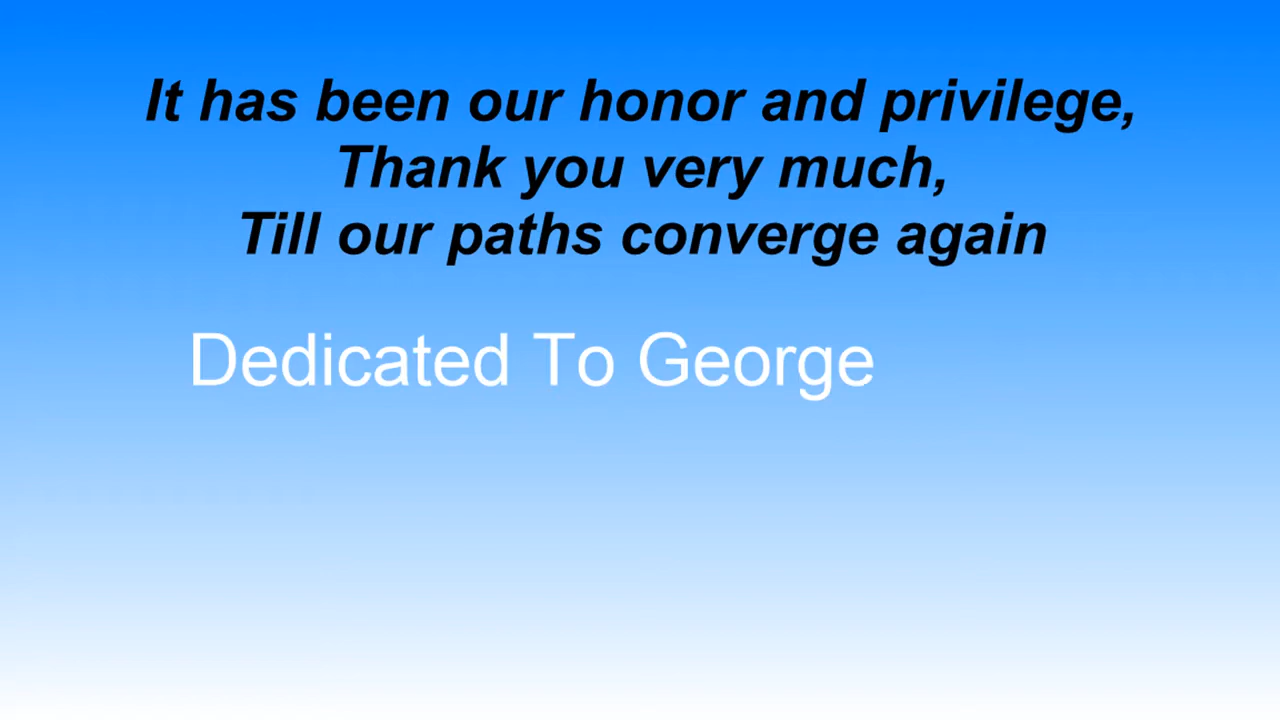 It has been our honor and privilege,
Thank you very much,
Till our paths converge again
Dedicated To George